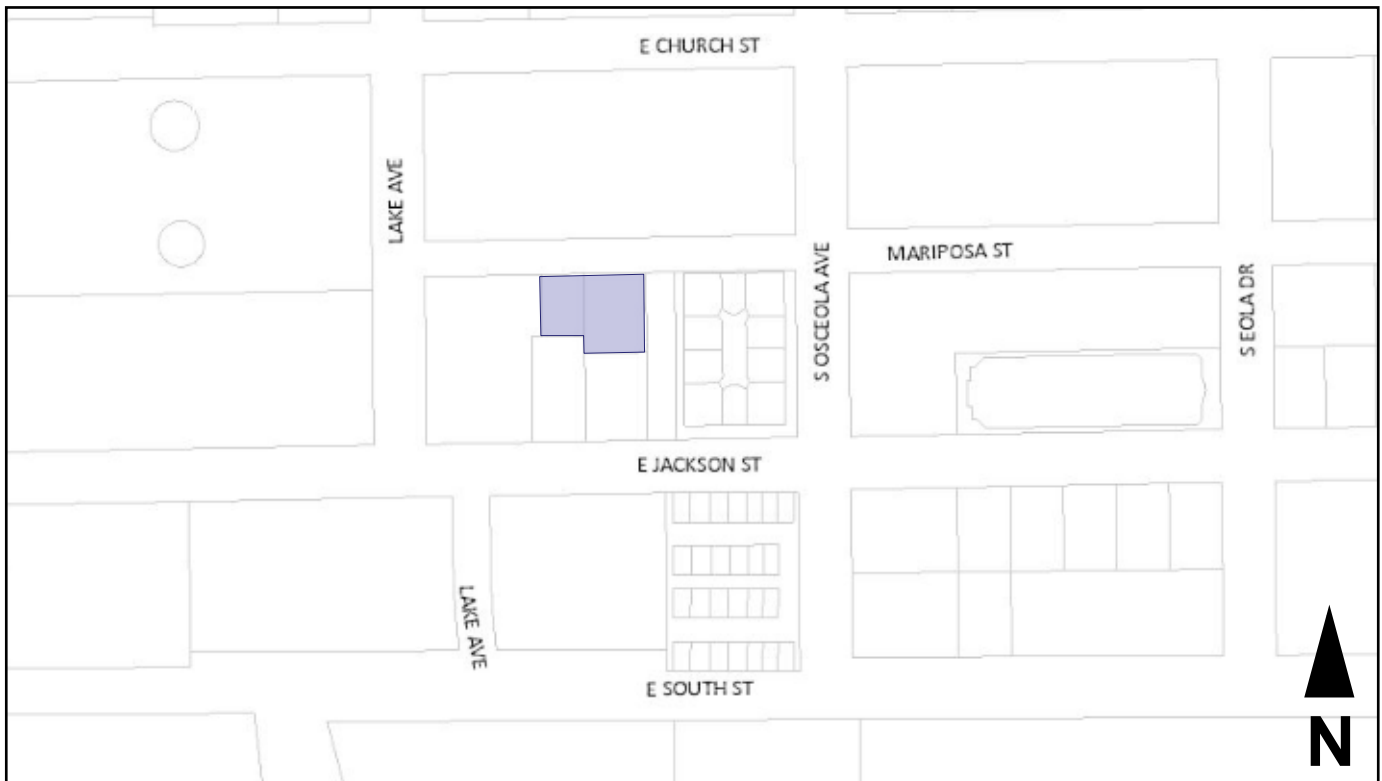 E CHURCH ST
LAKE AVE
MARIPOSA ST
S OSCEOLA AVE
S EOLA DR
E JACKSON ST
LAKE AVE
E SOUTH ST
N